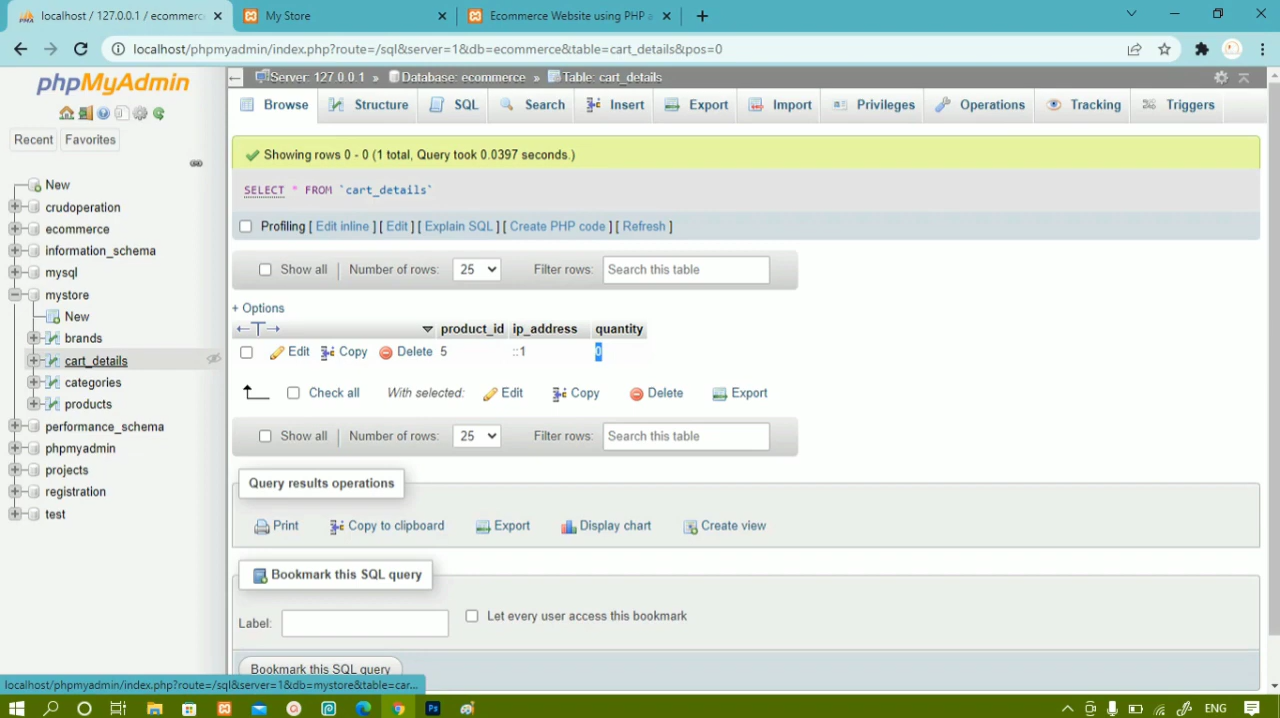 localhost / 127.0.0.1 / ecommerc
My Store
Ecommerce Website using PHP a
localhost/phpmyadmin/index.php?route=/sql&server=1&db=ecommerce&table=cart_details&pos=0
phpMyAdmin
Recent
Favorites
New
crudoperation
ecommerce
information_schema
mysql
mystore
New
brands
cart_details
categories
products
performance_schema
phpmyadmin
projects
registration
test
Server: 127.0.0.1 » Database: ecommerce » Table: cart_details
Browse
Structure
SQL
Search
Insert
Export
Import
Privileges
Operations
Tracking
Triggers
Showing rows 0 - 0 (1 total, Query took 0.0397 seconds.)
SELECT * FROM `cart_details`
Profiling [ Edit inline ] [ Edit ] [ Explain SQL ] [ Create PHP code ] [ Refresh ]
Show all | Number of rows: 25 Filter rows: Search this table
+ Options
←T→ product_id ip_address quantity
Edit Copy Delete 5 ::1 0
Check all With selected: Edit Copy Delete Export
Show all | Number of rows: 25 Filter rows: Search this table
Query results operations
Print Copy to clipboard Export Display chart Create view
Bookmark this SQL query
Label: Let every user access this bookmark
Bookmark this SQL query
localhost/phpmyadmin/index.php?route=/sql&server=1&db=mystore&table=car...
Ps
ENG